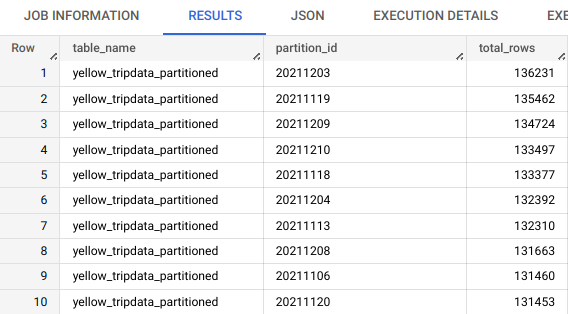 JOB INFORMATION RESULTS JSON EXECUTION DETAILS EXE
Row table_name partition_id total_rows
1 yellow_tripdata_partitioned 20211203 136231
2 yellow_tripdata_partitioned 20211119 135462
3 yellow_tripdata_partitioned 20211209 134724
4 yellow_tripdata_partitioned 20211210 133497
5 yellow_tripdata_partitioned 20211118 133377
6 yellow_tripdata_partitioned 20211204 132392
7 yellow_tripdata_partitioned 20211113 132310
8 yellow_tripdata_partitioned 20211208 131663
9 yellow_tripdata_partitioned 20211106 131460
10 yellow_tripdata_partitioned 20211120 131453